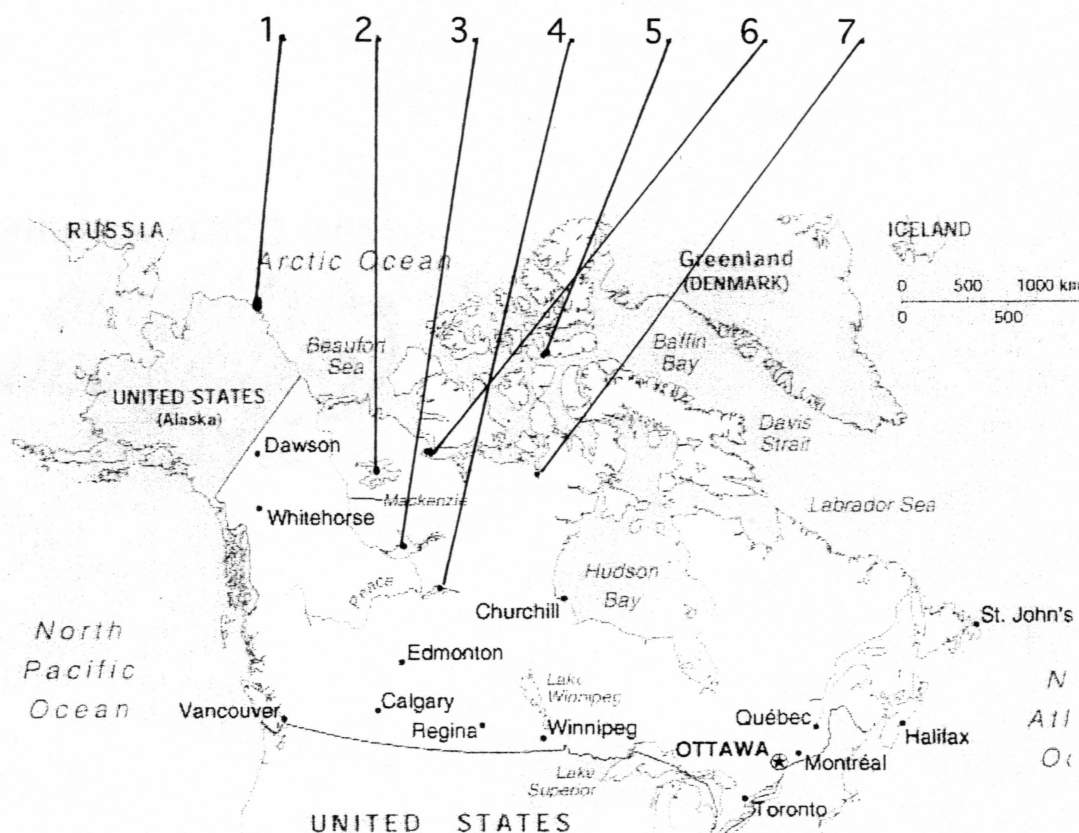 1 2 3 4 5 6 7
RUSSIA
ICELAND
Arctic Ocean
Greenland
(DENMARK)
0 500 1000 km
0 500
Beaufort
Sea
Baffin
Bay
UNITED STATES
(Alaska)
Davis
Strait
Dawson
Mackenzie
Labrador Sea
Whitehorse
Peace
Hudson
Bay
Churchill
St. John's
North
Pacific
Ocean
Edmonton
Lake
Winnipeg
Calgary
Vancouver
Regina
Winnipeg
Québec
Halifax
N
Atl
OTTAWA
Montréal
Lake
Superior
Toronto
UNITED STATES